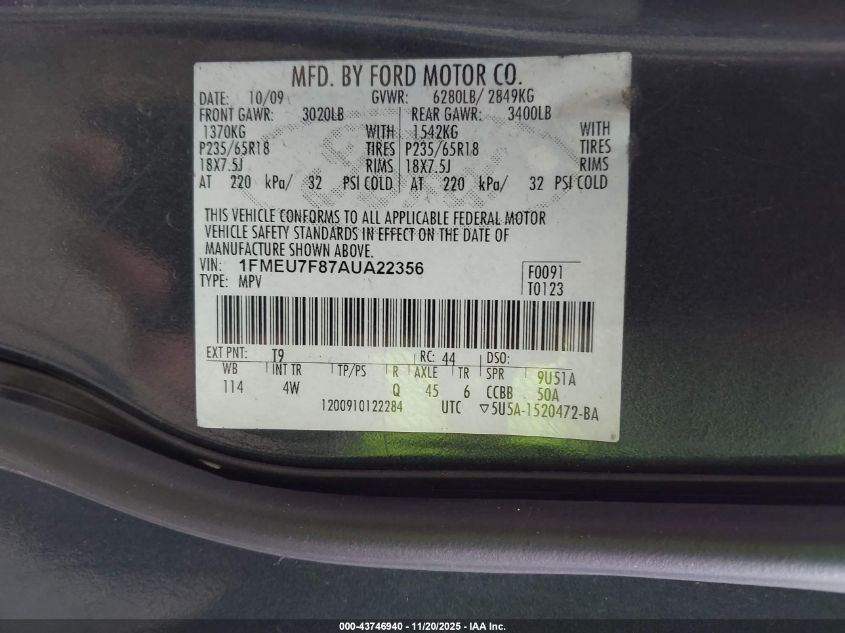 MFD. BY FORD MOTOR CO.
DATE: 10/09 GVWR: 6280LB/ 2849KG
FRONT GAWR: 3020LB REAR GAWR: 3400LB
1370KG WITH 1542KG WITH
P235/65R18 TIRES P235/65R18 TIRES
18X7.5J RIMS 18X7.5J RIMS
AT 220 kPa/ 32 PSI COLD AT 220 kPa/ 32 PSI COLD
THIS VEHICLE CONFORMS TO ALL APPLICABLE FEDERAL MOTOR
VEHICLE SAFETY STANDARDS IN EFFECT ON THE DATE OF
MANUFACTURE SHOWN ABOVE.
VIN: 1FMEU7F87AUA22356 F0091
TYPE: MPV T0123
EXT PNT: T9 RC: 44 DSO:
WB INT TR TP/PS R AXLE TR SPR 9U51A
114 4W Q 45 6 CCBB 50A
1200910122284 UTC ▽5U5A-1520472-BA
000-43746940 - 11/20/2025 - IAA Inc.